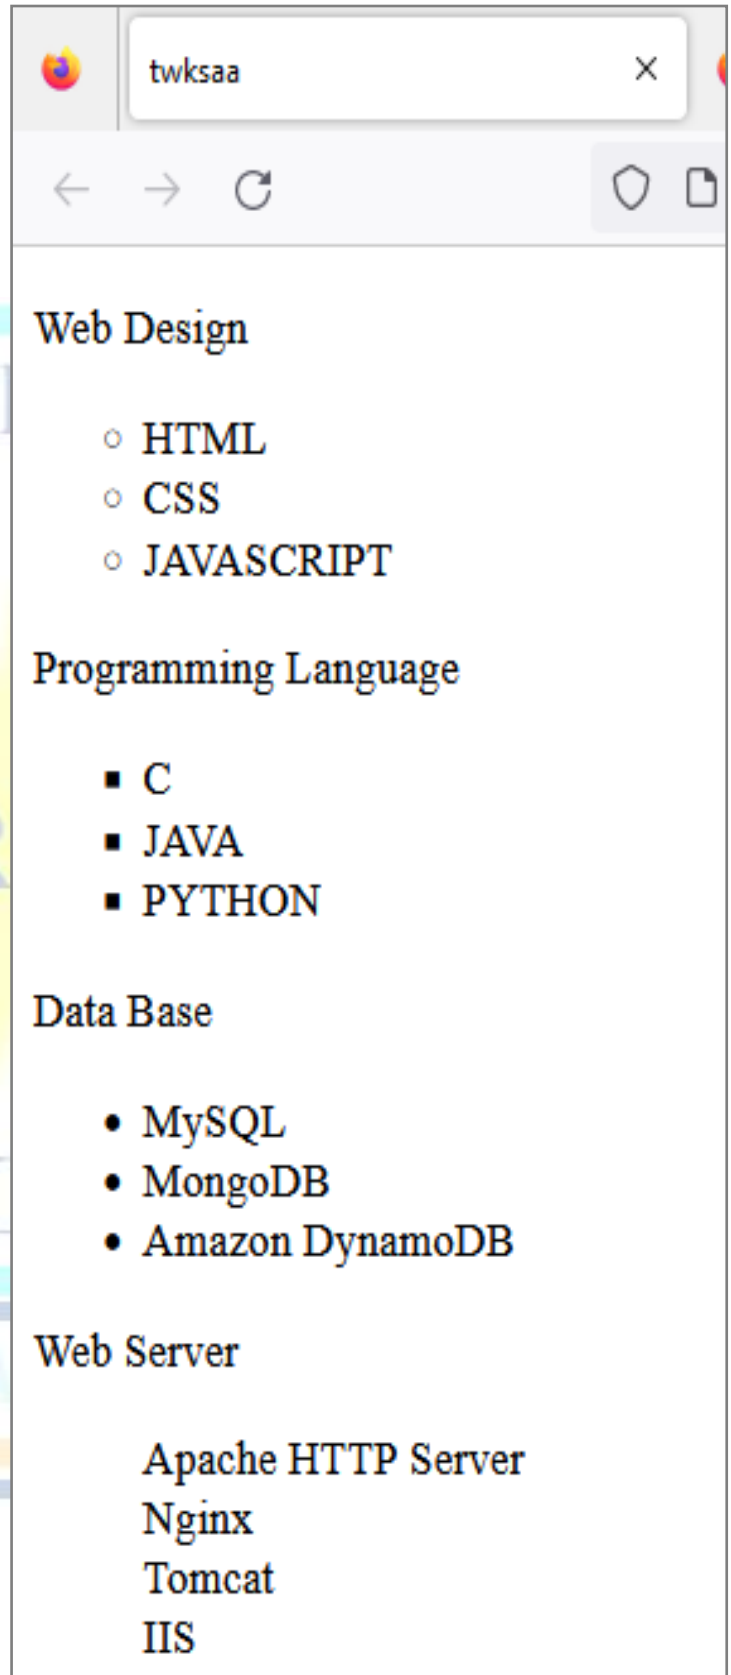 twksaa
Web Design
HTML
CSS
JAVASCRIPT
Programming Language
C
JAVA
PYTHON
Data Base
MySQL
MongoDB
Amazon DynamoDB
Web Server
Apache HTTP Server
Nginx
Tomcat
IIS